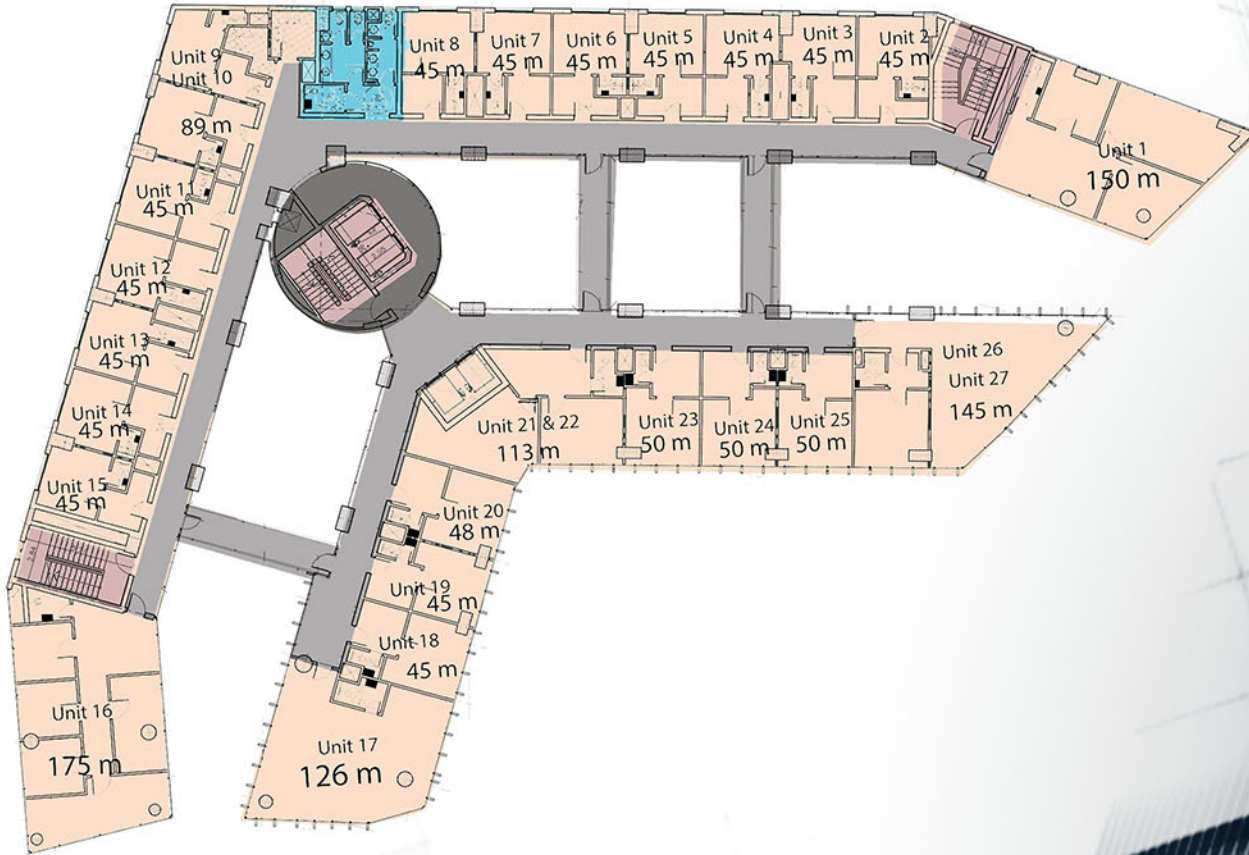 Unit 8
45 m
Unit 7
45 m
Unit 6
45 m
Unit 5
45 m
Unit 4
45 m
Unit 3
45 m
Unit 2
45 m
Unit 1
150 m
Unit 9
Unit 10
89 m
Unit 11
45 m
Unit 12
45 m
Unit 13
45 m
Unit 14
45 m
Unit 15
45 m
Unit 16
175 m
Unit 17
126 m
Unit 18
45 m
Unit 19
45 m
Unit 20
48 m
Unit 21 & 22
113 m
Unit 23
50 m
Unit 24
50 m
Unit 25
50 m
Unit 26
Unit 27
145 m